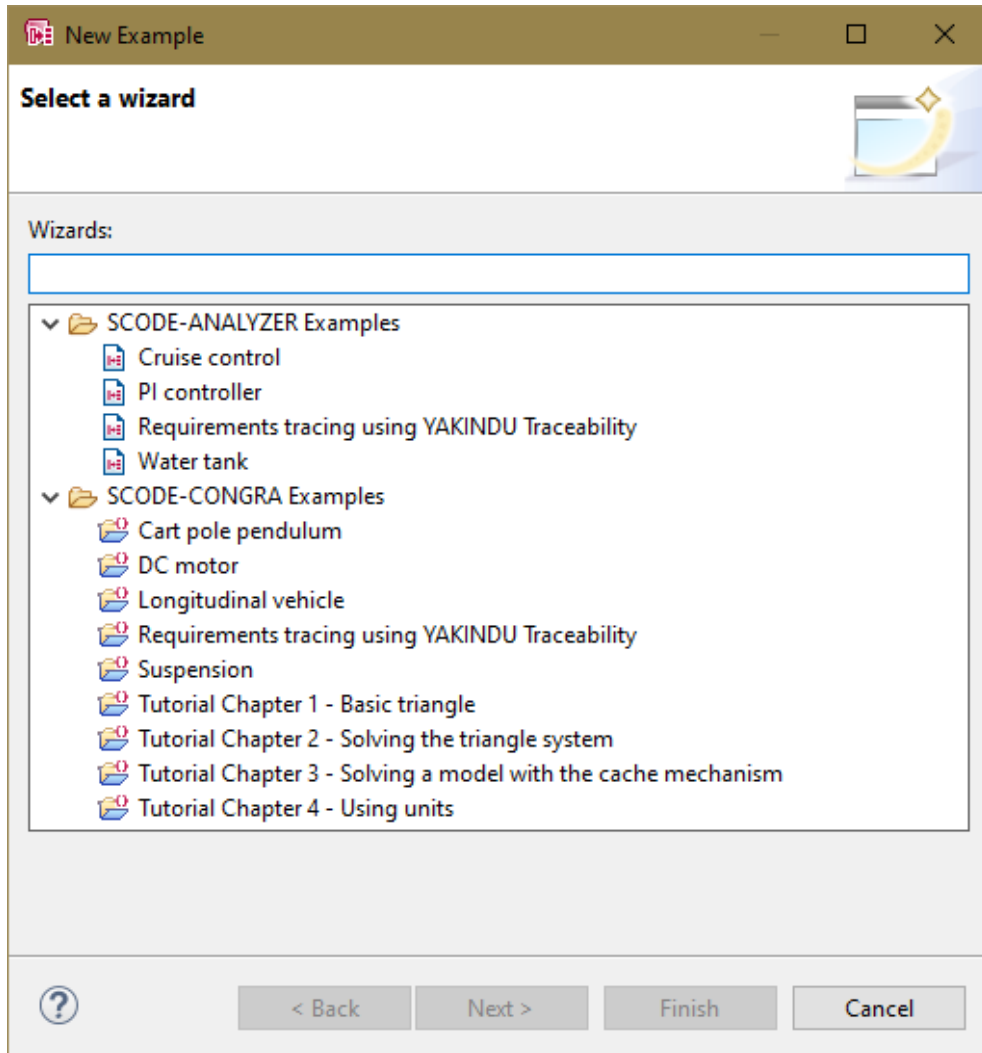 New Example
Select a wizard
Wizards:
SCODE-ANALYZER Examples
Cruise control
PI controller
Requirements tracing using YAKINDU Traceability
Water tank
SCODE-CONGRA Examples
Cart pole pendulum
DC motor
Longitudinal vehicle
Requirements tracing using YAKINDU Traceability
Suspension
Tutorial Chapter 1 - Basic triangle
Tutorial Chapter 2 - Solving the triangle system
Tutorial Chapter 3 - Solving a model with the cache mechanism
Tutorial Chapter 4 - Using units
? < Back Next > Finish Cancel